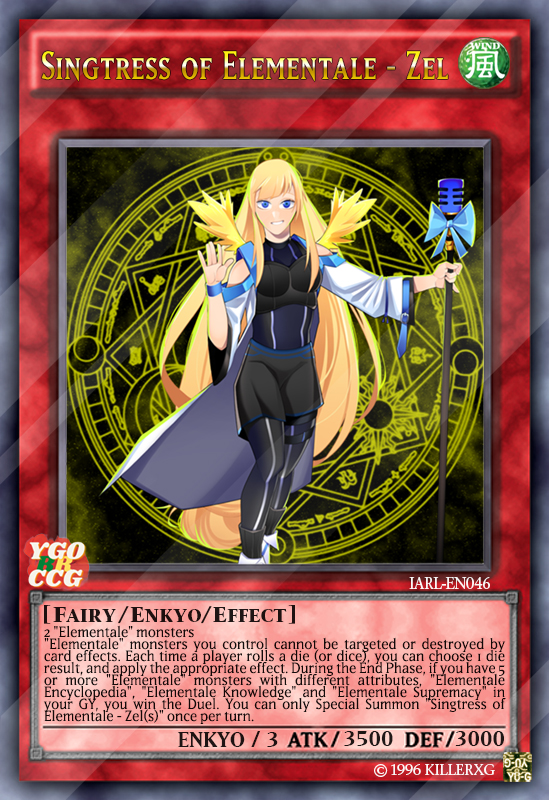 Singtress of Elementale - Zel
WIND
風
YGO
BR
CCG
IARL-EN046
[Fairy/Enkyo/Effect]
2 "Elementale" monsters
"Elementale" monsters you control cannot be targeted or destroyed by
card effects. Each time a player rolls a die (or dice), you can choose 1 die
result, and apply the appropriate effect. During the End Phase, if you have 5
or more "Elementale" monsters with different attributes, "Elementale
Encyclopedia", "Elementale Knowledge" and "Elementale Supremacy" in
your GY, you win the Duel. You can only Special Summon "Singtress of
Elementale - Zel(s)" once per turn.
ENKYO / 3 ATK/3500 DEF/3000
© 1996 KILLERXG